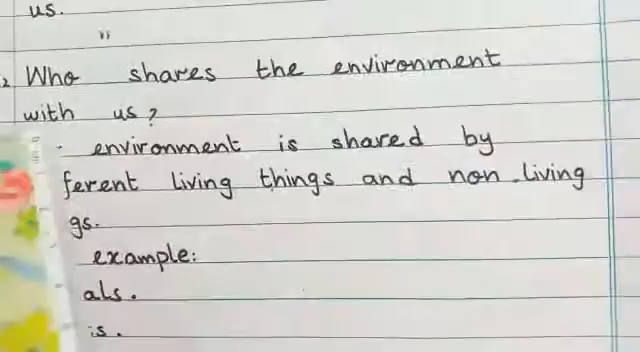 us.
"
2. Who shares the environment
with us?
environment is shared by
ferent living things and non-living
gs.
example:
als.
is.